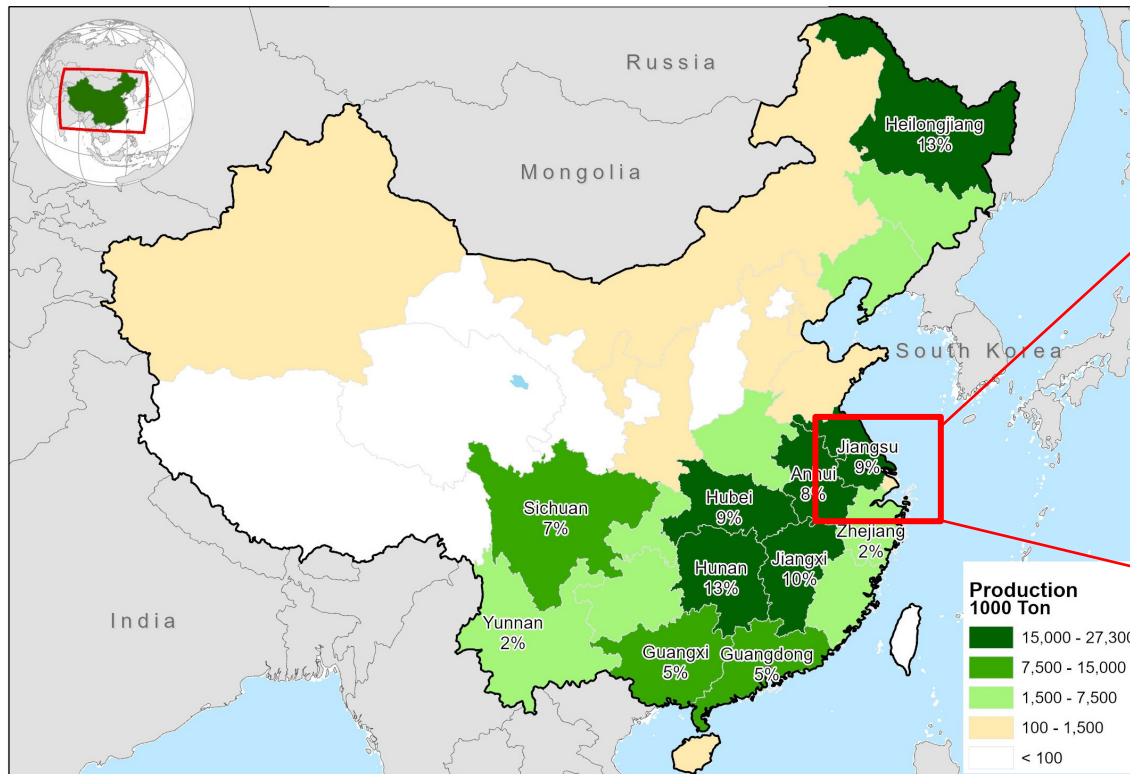 Russia
Heilongjiang
13%
Mongolia
South Korea
Jiangsu
9%
Anhui
8%
Sichuan
7%
Hubei
9%
Zhejiang
2%
Hunan
13%
Jiangxi
10%
India
Yunnan
2%
Guangxi
5%
Guangdong
5%
Production
1000 Ton
15,000 - 27,300
7,500 - 15,000
1,500 - 7,500
100 - 1,500
< 100